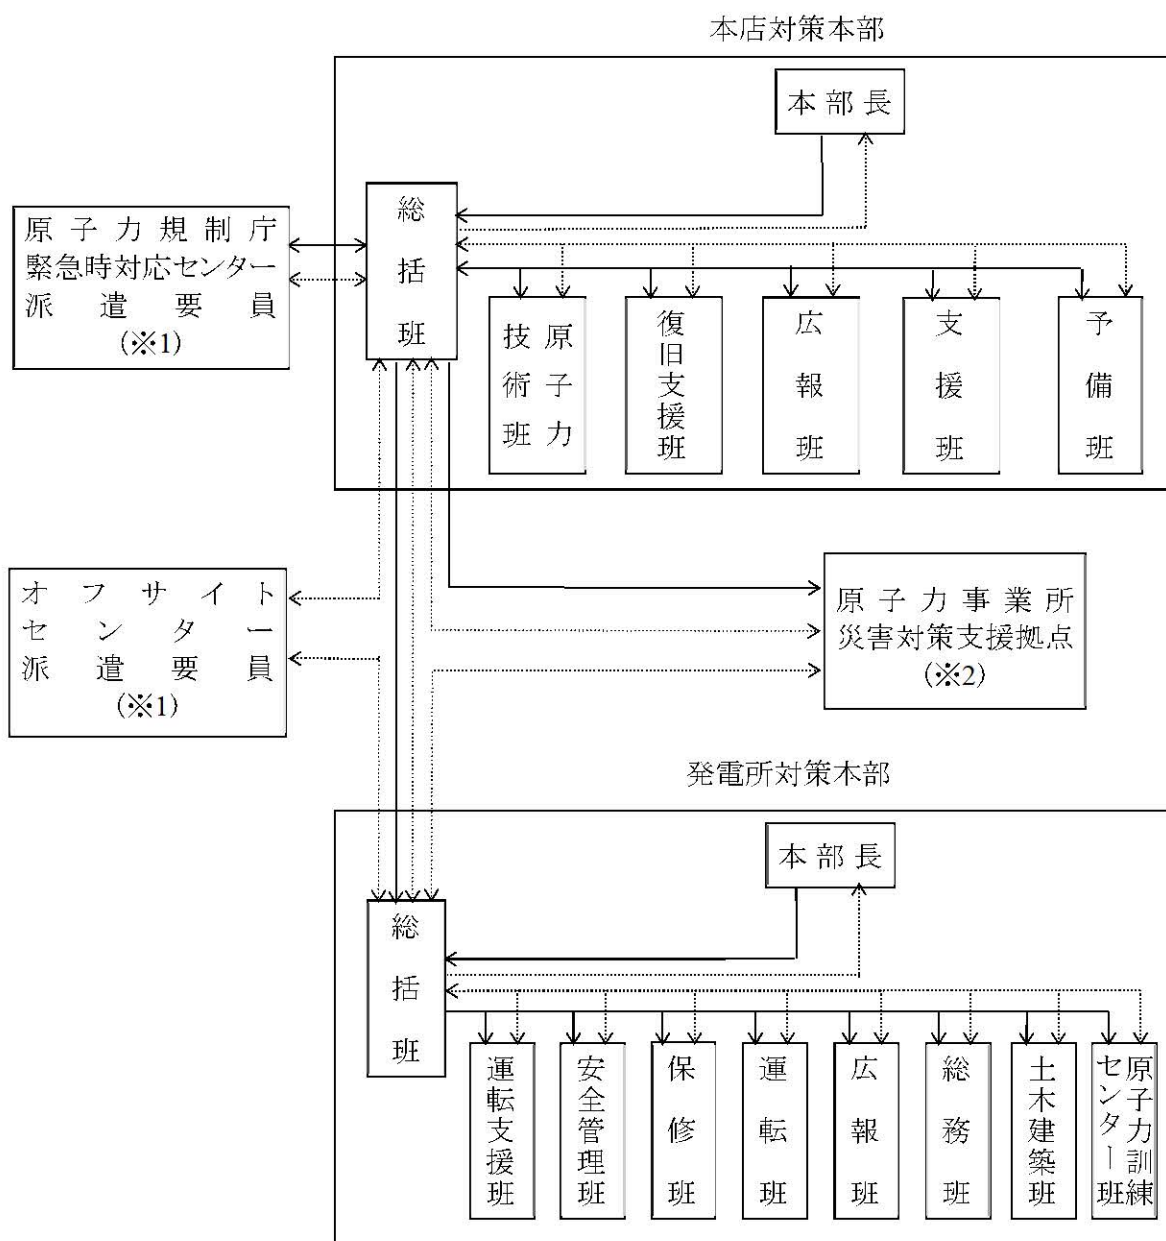 本店対策本部
本部長
総括班
原子力規制庁
緊急時対応センター
派遣要員
(※1)
原子力
技術班
復旧支援班
広報班
支援班
予備班
オフサイト
センター
派遣要員
(※1)
原子力事業所
災害対策支援拠点
(※2)
発電所対策本部
本部長
総括班
運転支援班
安全管理班
保修班
運転班
広報班
総務班
土木建築班
原子力訓練
センター班